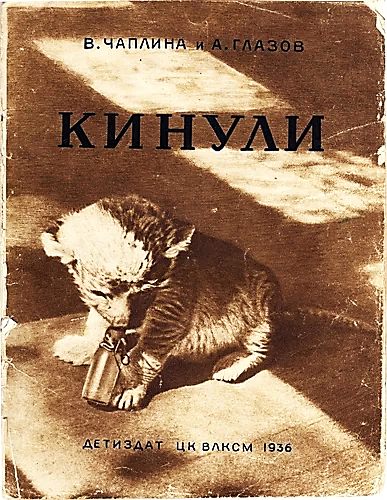 В. ЧАПЛИНА и А. ГЛАЗОВ
КИНУЛИ
ДЕТИЗДАТ ЦК ВЛКСМ 1936